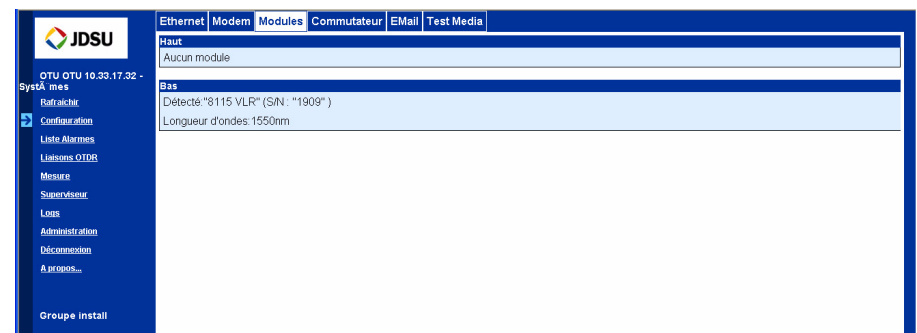 Ethernet Modem Modules Commutateur EMail Test Media
JDSU
OTU OTU 10.33.17.32 -
SystÃ¨mes
Rafraîchir
Configuration
Liste Alarmes
Liaisons OTDR
Mesure
Superviseur
Logs
Administration
Déconnexion
A propos...
Groupe install
Haut
Aucun module
Bas
Détecté:"8115 VLR" (S/N : "1909" )
Longueur d'ondes:1550nm